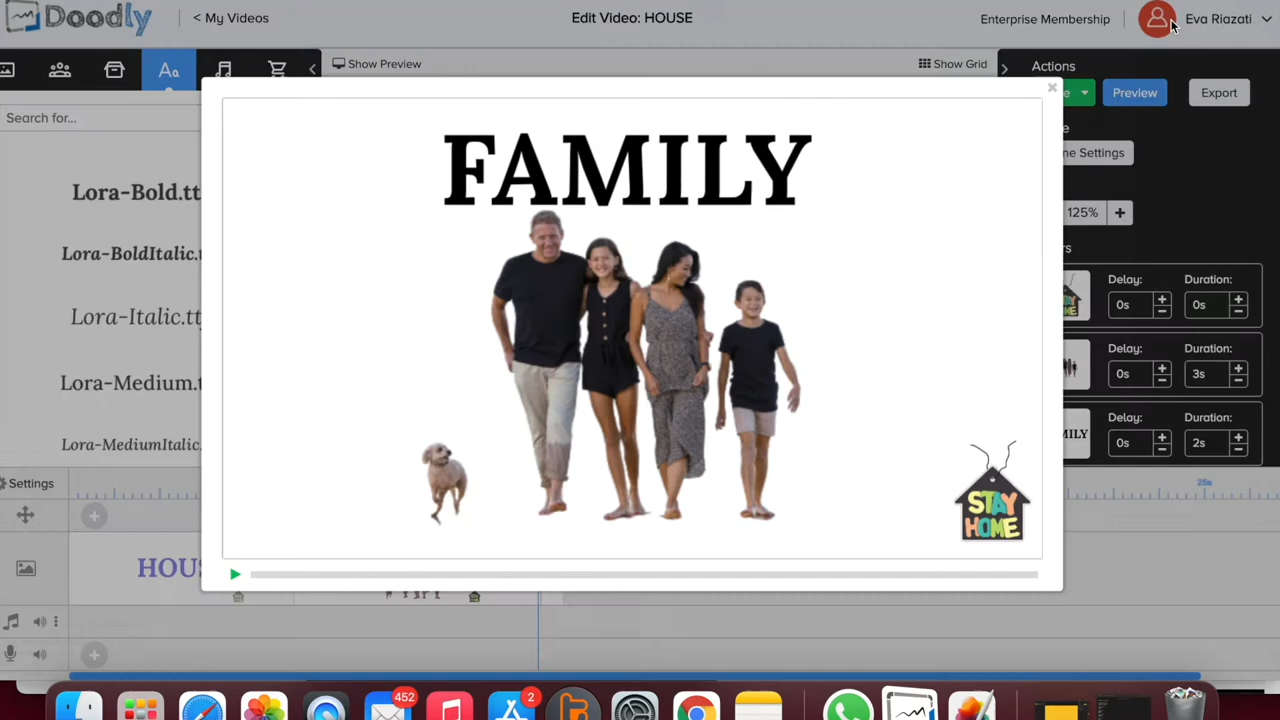 Doodly
< My Videos
Edit Video: HOUSE
Enterprise Membership
Eva Riazati
Aa
Show Preview
Show Grid
Actions
Search for...
Preview
Export
FAMILY
Settings
125%
Lora-Bold.tt
Lora-BoldItalic.
Lora-Italic.tt
Lora-Medium.t
Lora-MediumItalic.
Delay:
Duration:
0s
0s
Delay:
Duration:
0s
3s
Delay:
Duration:
0s
2s
STAY
HOME
Settings
25s
HOUS
452
2